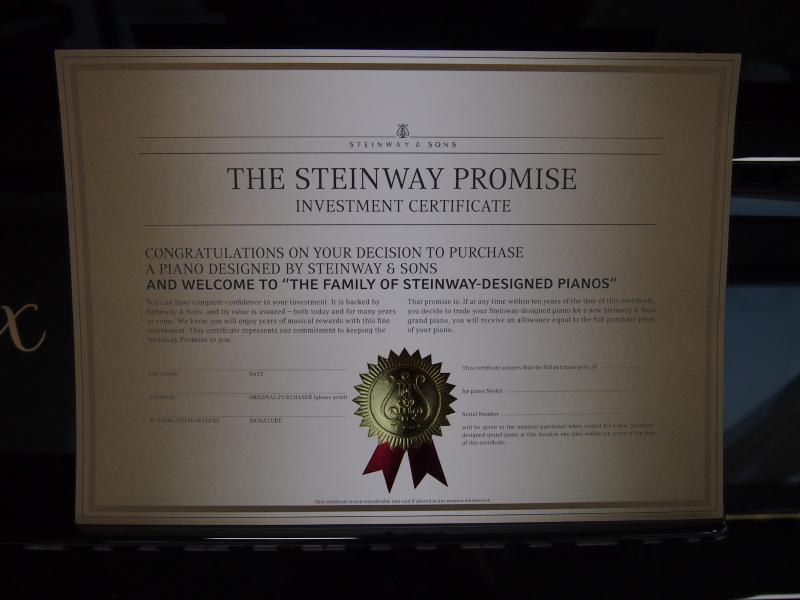 STEINWAY & SONS
THE STEINWAY PROMISE
INVESTMENT CERTIFICATE
CONGRATULATIONS ON YOUR DECISION TO PURCHASE
A PIANO DESIGNED BY STEINWAY & SONS
AND WELCOME TO “THE FAMILY OF STEINWAY-DESIGNED PIANOS”
You can have complete confidence in your investment. It is backed by
Steinway & Sons, and its value is assured – both today and for many years
to come. We know you will enjoy years of musical rewards with this fine
instrument. This certificate represents our commitment to keeping the
Steinway Promise to you.
That promise is: If at any time within ten years of the date of this certificate,
you decide to trade your Steinway-designed piano for a new Steinway & Sons
grand piano, you will receive an allowance equal to the full purchase price
of your piano.
LOCATION DATE
ADDRESS ORIGINAL PURCHASER (please print)
AUTHORIZED SIGNATURE SIGNATURE
This certificate ensures that the full purchase price of
for piano Model
Serial Number
will be given to the original purchaser when traded for a new Steinway-
designed grand piano at this location any time within ten years of the date
of this certificate.
This certificate is non-transferable and void if altered in any manner whatsoever.
x